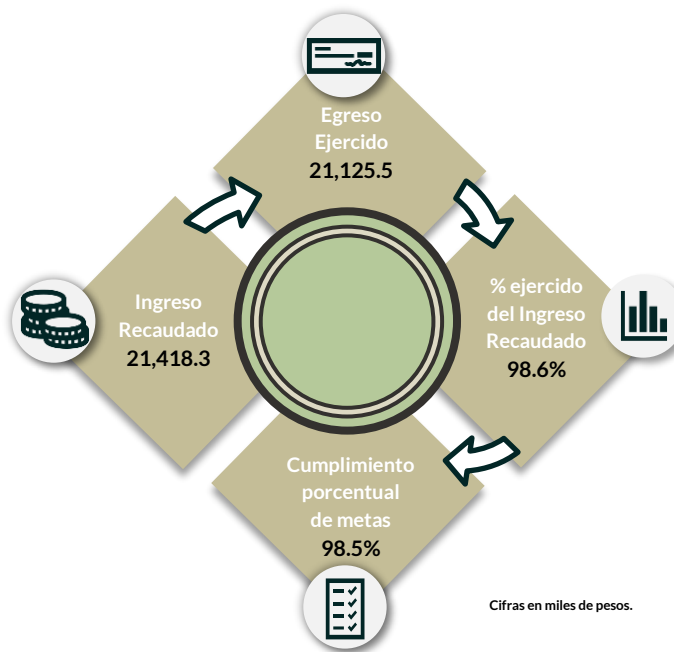 Egreso
Ejercido
21,125.5
Ingreso
Recaudado
21,418.3
% ejercido
del Ingreso
Recaudado
98.6%
Cumplimiento
porcentual
de metas
98.5%
Cifras en miles de pesos.